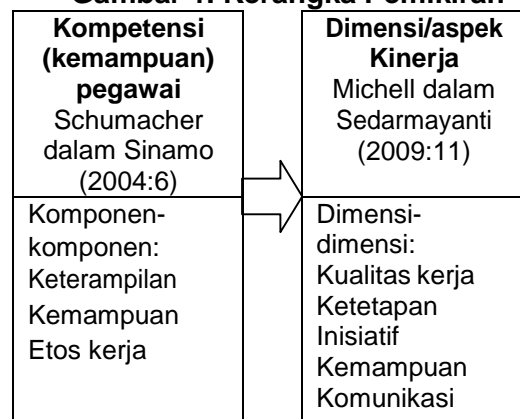 Gambar 1. Kerangka Pemikiran
Kompetensi
(kemampuan)
pegawai
Schumacher
dalam Sinamo
(2004:6)
Komponen-
komponen:
Keterampilan
Kemampuan
Etos kerja
Dimensi/aspek
Kinerja
Michell dalam
Sedarmayanti
(2009:11)
Dimensi-
dimensi:
Kualitas kerja
Ketetapan
Inisiatif
Kemampuan
Komunikasi